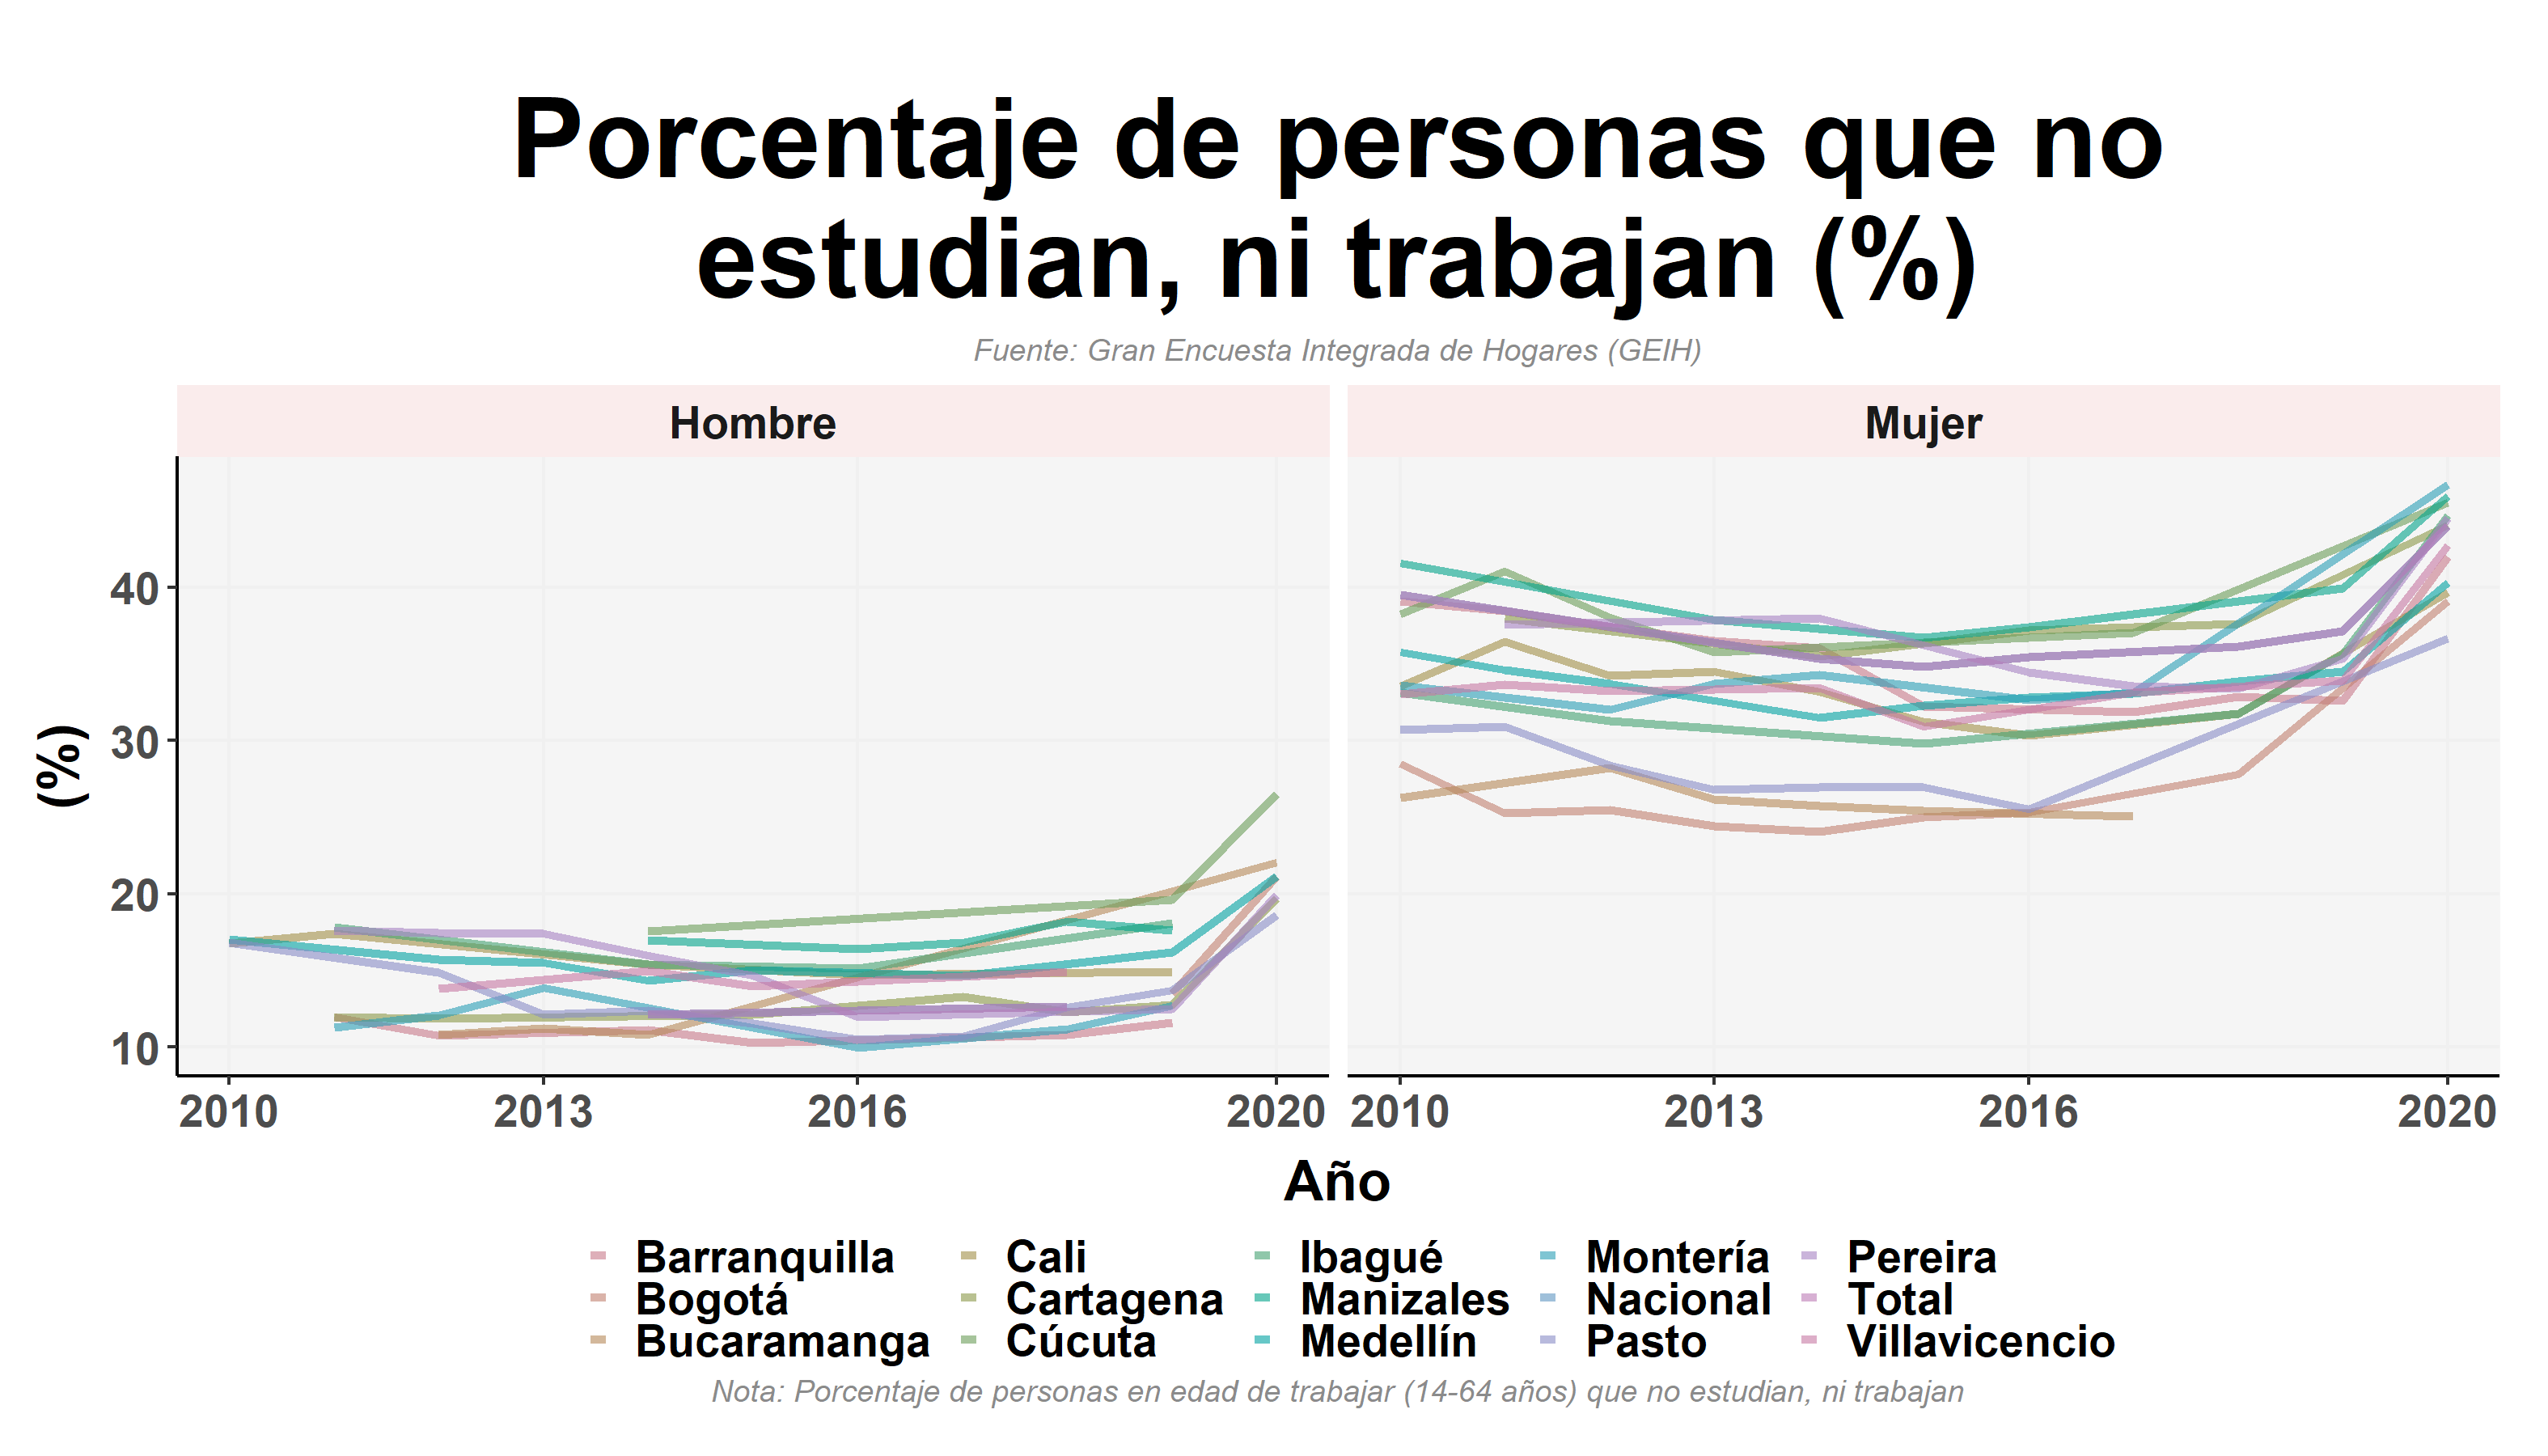 Porcentaje de personas que no
estudian, ni trabajan (%)
Fuente: Gran Encuesta Integrada de Hogares (GEIH)
Hombre
Mujer
(%)
40
30
20
10
2010 2013 2016 2020 2010 2013 2016 2020
Año
Barranquilla Cali Ibagué Montería Pereira
Bogotá Cartagena Manizales Nacional Total
Bucaramanga Cúcuta Medellín Pasto Villavicencio
Nota: Porcentaje de personas en edad de trabajar (14-64 años) que no estudian, ni trabajan